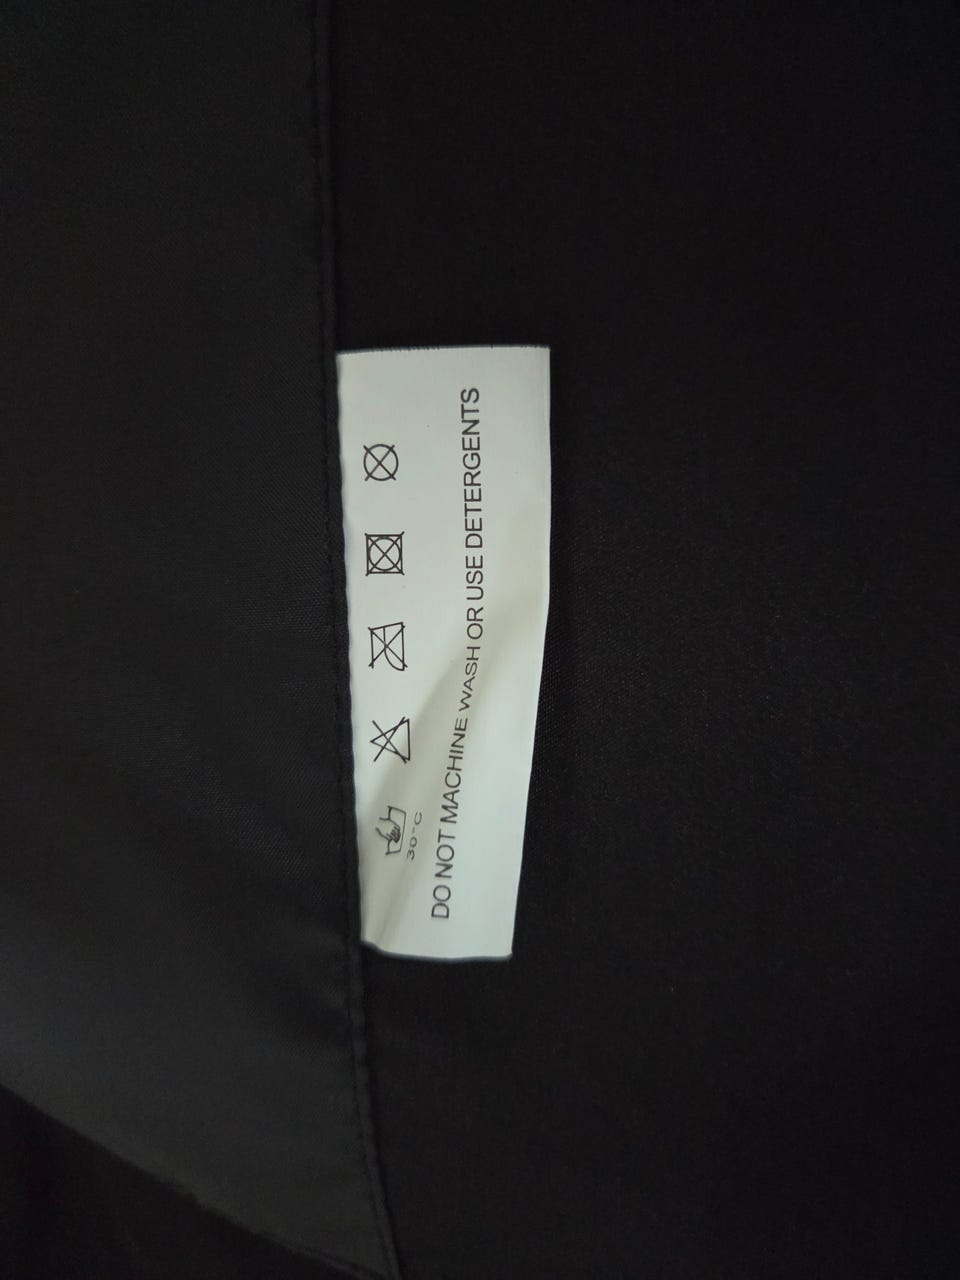 30°C
DO NOT MACHINE WASH OR USE DETERGENTS